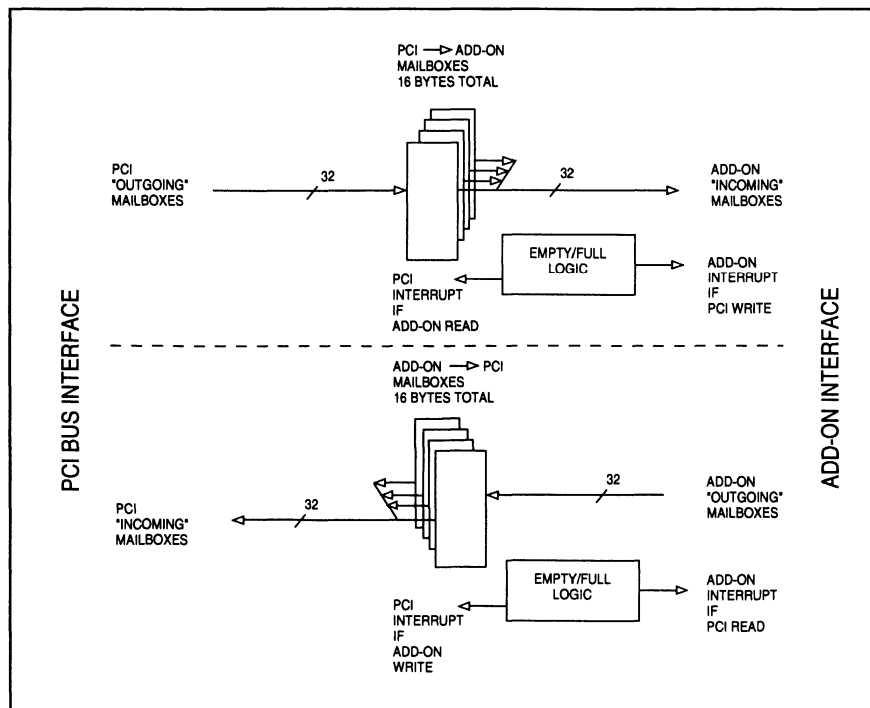 PCI → ADD-ON
MAILBOXES
16 BYTES TOTAL
PCI
"OUTGOING"
MAILBOXES
32
32
ADD-ON
"INCOMING"
MAILBOXES
EMPTY/FULL
LOGIC
PCI
INTERRUPT
IF
ADD-ON READ
ADD-ON
INTERRUPT
IF
PCI WRITE
PCI BUS INTERFACE
ADD-ON INTERFACE
ADD-ON → PCI
MAILBOXES
16 BYTES TOTAL
PCI
"INCOMING"
MAILBOXES
32
32
ADD-ON
"OUTGOING"
MAILBOXES
EMPTY/FULL
LOGIC
PCI
INTERRUPT
IF
ADD-ON
WRITE
ADD-ON
INTERRUPT
IF
PCI READ